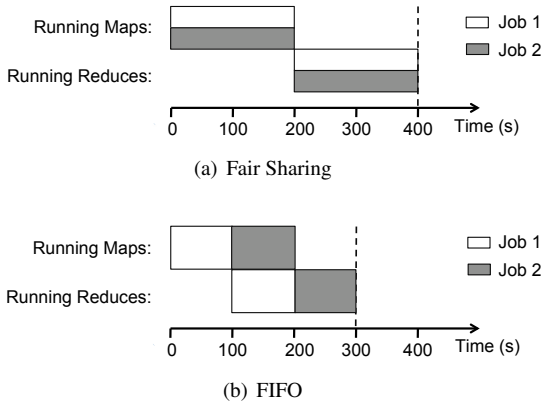 Running Maps:
Job 1
Job 2
Running Reduces:
0 100 200 300 400 Time (s)
(a) Fair Sharing
Running Maps:
Job 1
Job 2
Running Reduces:
0 100 200 300 400 Time (s)
(b) FIFO